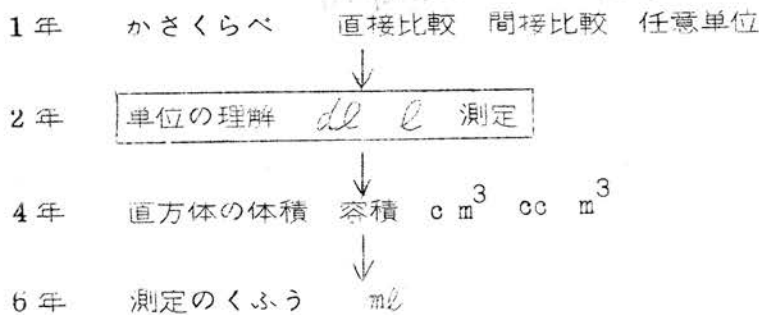 1年 かさくらべ 直接比較 間接比較 任意単位
↓
2年 単位の理解 dℓ ℓ 測定
↓
4年 直方体の体積 容積 cm³ cc m³
↓
6年 測定のくふう mℓ